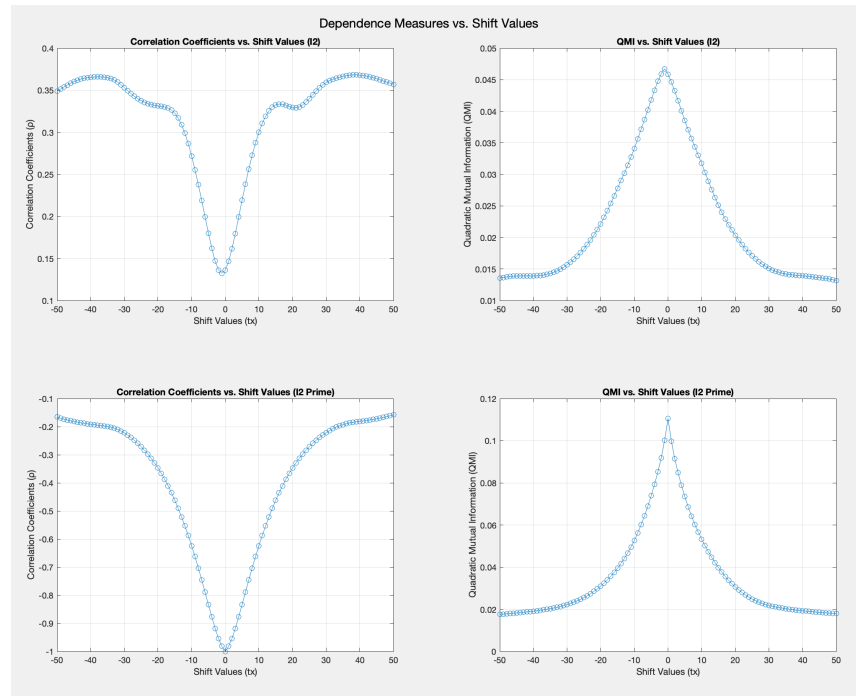 Dependence Measures vs. Shift Values
Correlation Coefficients vs. Shift Values (I2)
Correlation Coefficients (ρ)
0.4
0.35
0.3
0.25
0.2
0.15
0.1
-50 -40 -30 -20 -10 0 10 20 30 40 50
Shift Values (tx)
QMI vs. Shift Values (I2)
Quadratic Mutual Information (QMI)
0.05
0.045
0.04
0.035
0.03
0.025
0.02
0.015
0.01
-50 -40 -30 -20 -10 0 10 20 30 40 50
Shift Values (tx)
Correlation Coefficients vs. Shift Values (I2 Prime)
Correlation Coefficients (ρ)
-0.1
-0.2
-0.3
-0.4
-0.5
-0.6
-0.7
-0.8
-0.9
-1
-50 -40 -30 -20 -10 0 10 20 30 40 50
Shift Values (tx)
QMI vs. Shift Values (I2 Prime)
Quadratic Mutual Information (QMI)
0.12
0.1
0.08
0.06
0.04
0.02
0
-50 -40 -30 -20 -10 0 10 20 30 40 50
Shift Values (tx)